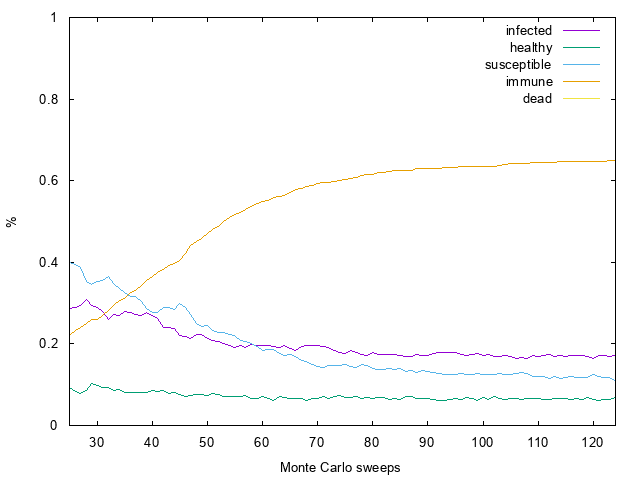 1
infected
healthy
susceptible
immune
dead
0.8
0.6
%
0.4
0.2
0
30 40 50 60 70 80 90 100 110 120
Monte Carlo sweeps